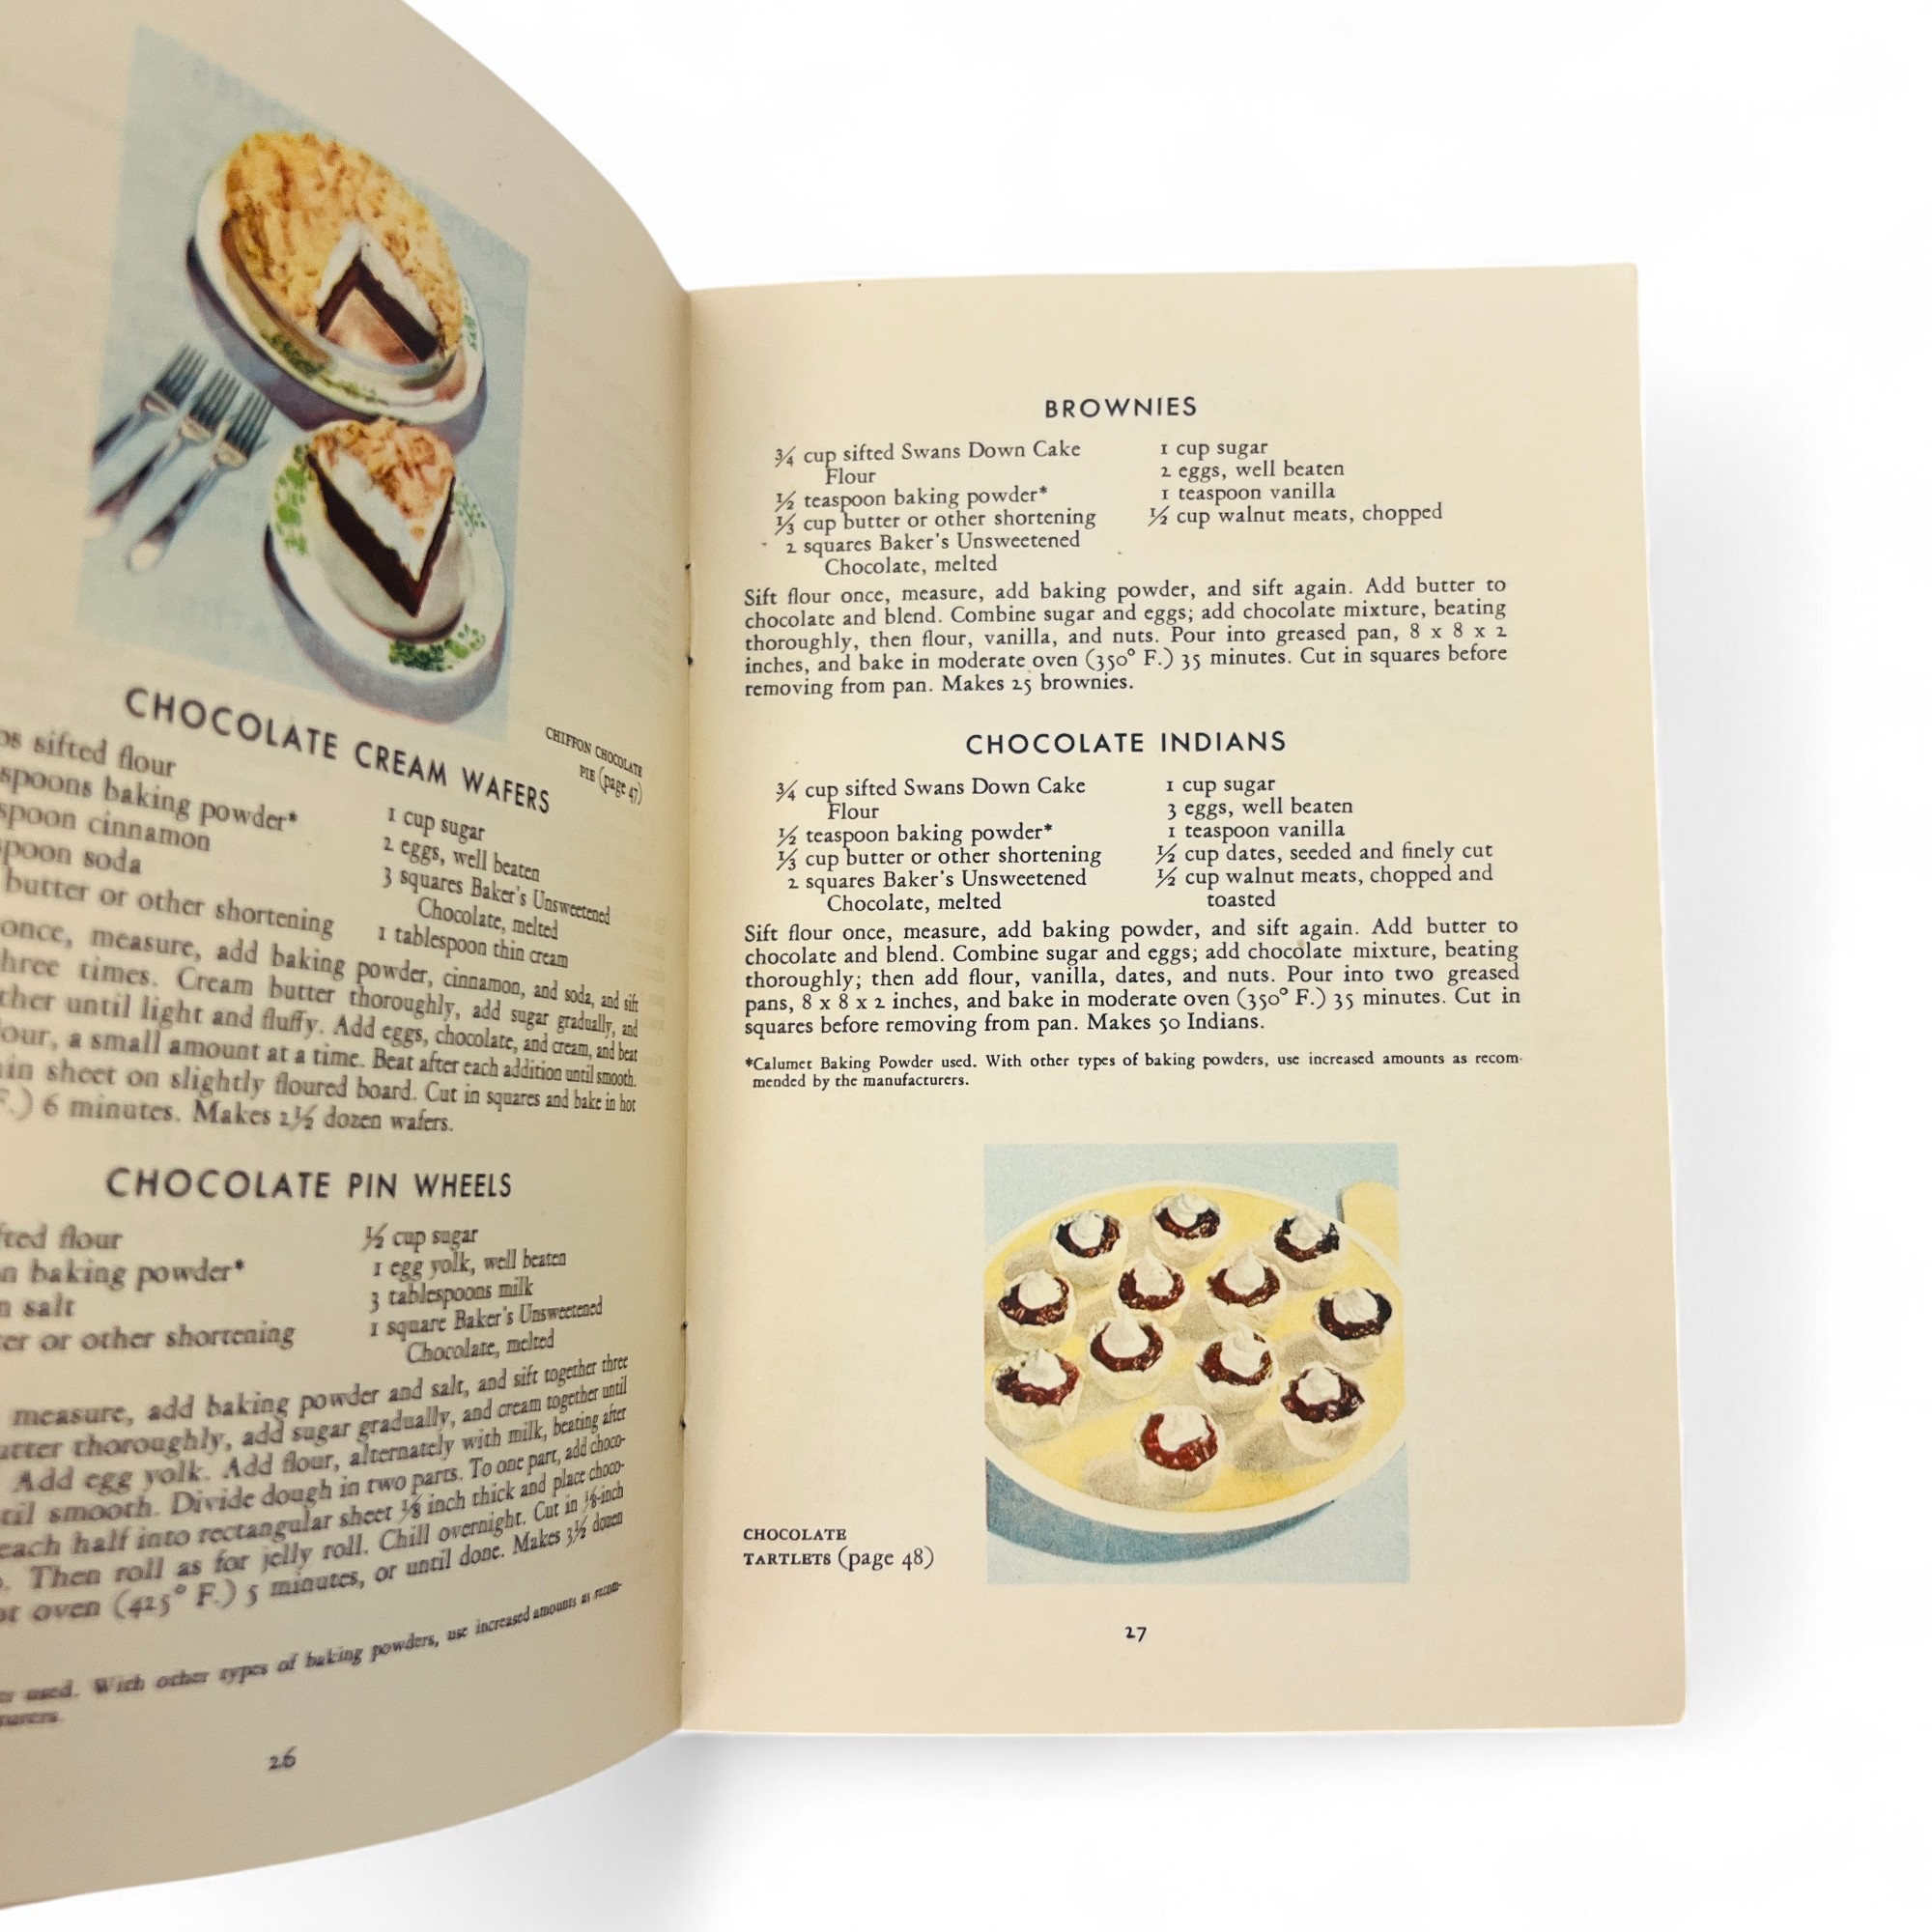 CHIFFON CHOCOLATE
PIE (page 47)
CHOCOLATE CREAM WAFERS
sifted flour
baking powder*
cinnamon
soda
butter or other shortening
1 cup sugar
2 eggs, well beaten
3 squares Baker's Unsweetened
Chocolate, melted
1 tablespoon thin cream
once, measure, add baking powder, cinnamon, and soda, and sift
three times. Cream butter thoroughly, add sugar gradually, and
until light and fluffy. Add eggs, chocolate, and cream, and beat
a small amount at a time. Beat after each addition until smooth.
sheet on slightly floured board. Cut in squares and bake in hot
F.) 6 minutes. Makes 2½ dozen wafers.
CHOCOLATE PIN WHEELS
flour
baking powder*
salt
or other shortening
½ cup sugar
1 egg yolk, well beaten
3 tablespoons milk
1 square Baker's Unsweetened
Chocolate, melted
measure, add baking powder and salt, and sift together three
thoroughly, add sugar gradually, and cream together until
Add egg yolk. Add flour, alternately with milk, beating after
smooth. Divide dough in two parts. To one part, add choco-
each half into rectangular sheet ⅛ inch thick and place choco-
Then roll as for jelly roll. Chill overnight. Cut in ⅛-inch
oven (425° F.) 5 minutes, or until done. Makes 3½ dozen
used. With other types of baking powders, use increased amounts as recom-
26
BROWNIES
¾ cup sifted Swans Down Cake
Flour
½ teaspoon baking powder*
⅓ cup butter or other shortening
2 squares Baker's Unsweetened
Chocolate, melted
1 cup sugar
2 eggs, well beaten
1 teaspoon vanilla
½ cup walnut meats, chopped
Sift flour once, measure, add baking powder, and sift again. Add butter to
chocolate and blend. Combine sugar and eggs; add chocolate mixture, beating
thoroughly, then flour, vanilla, and nuts. Pour into greased pan, 8 x 8 x 2
inches, and bake in moderate oven (350° F.) 35 minutes. Cut in squares before
removing from pan. Makes 25 brownies.
CHOCOLATE INDIANS
¾ cup sifted Swans Down Cake
Flour
½ teaspoon baking powder*
⅓ cup butter or other shortening
2 squares Baker's Unsweetened
Chocolate, melted
1 cup sugar
3 eggs, well beaten
1 teaspoon vanilla
½ cup dates, seeded and finely cut
½ cup walnut meats, chopped and
toasted
Sift flour once, measure, add baking powder, and sift again. Add butter to
chocolate and blend. Combine sugar and eggs; add chocolate mixture, beating
thoroughly; then add flour, vanilla, dates, and nuts. Pour into two greased
pans, 8 x 8 x 2 inches, and bake in moderate oven (350° F.) 35 minutes. Cut in
squares before removing from pan. Makes 50 Indians.
*Calumet Baking Powder used. With other types of baking powders, use increased amounts as recom-
mended by the manufacturers.
CHOCOLATE
TARTLETS (page 48)
27